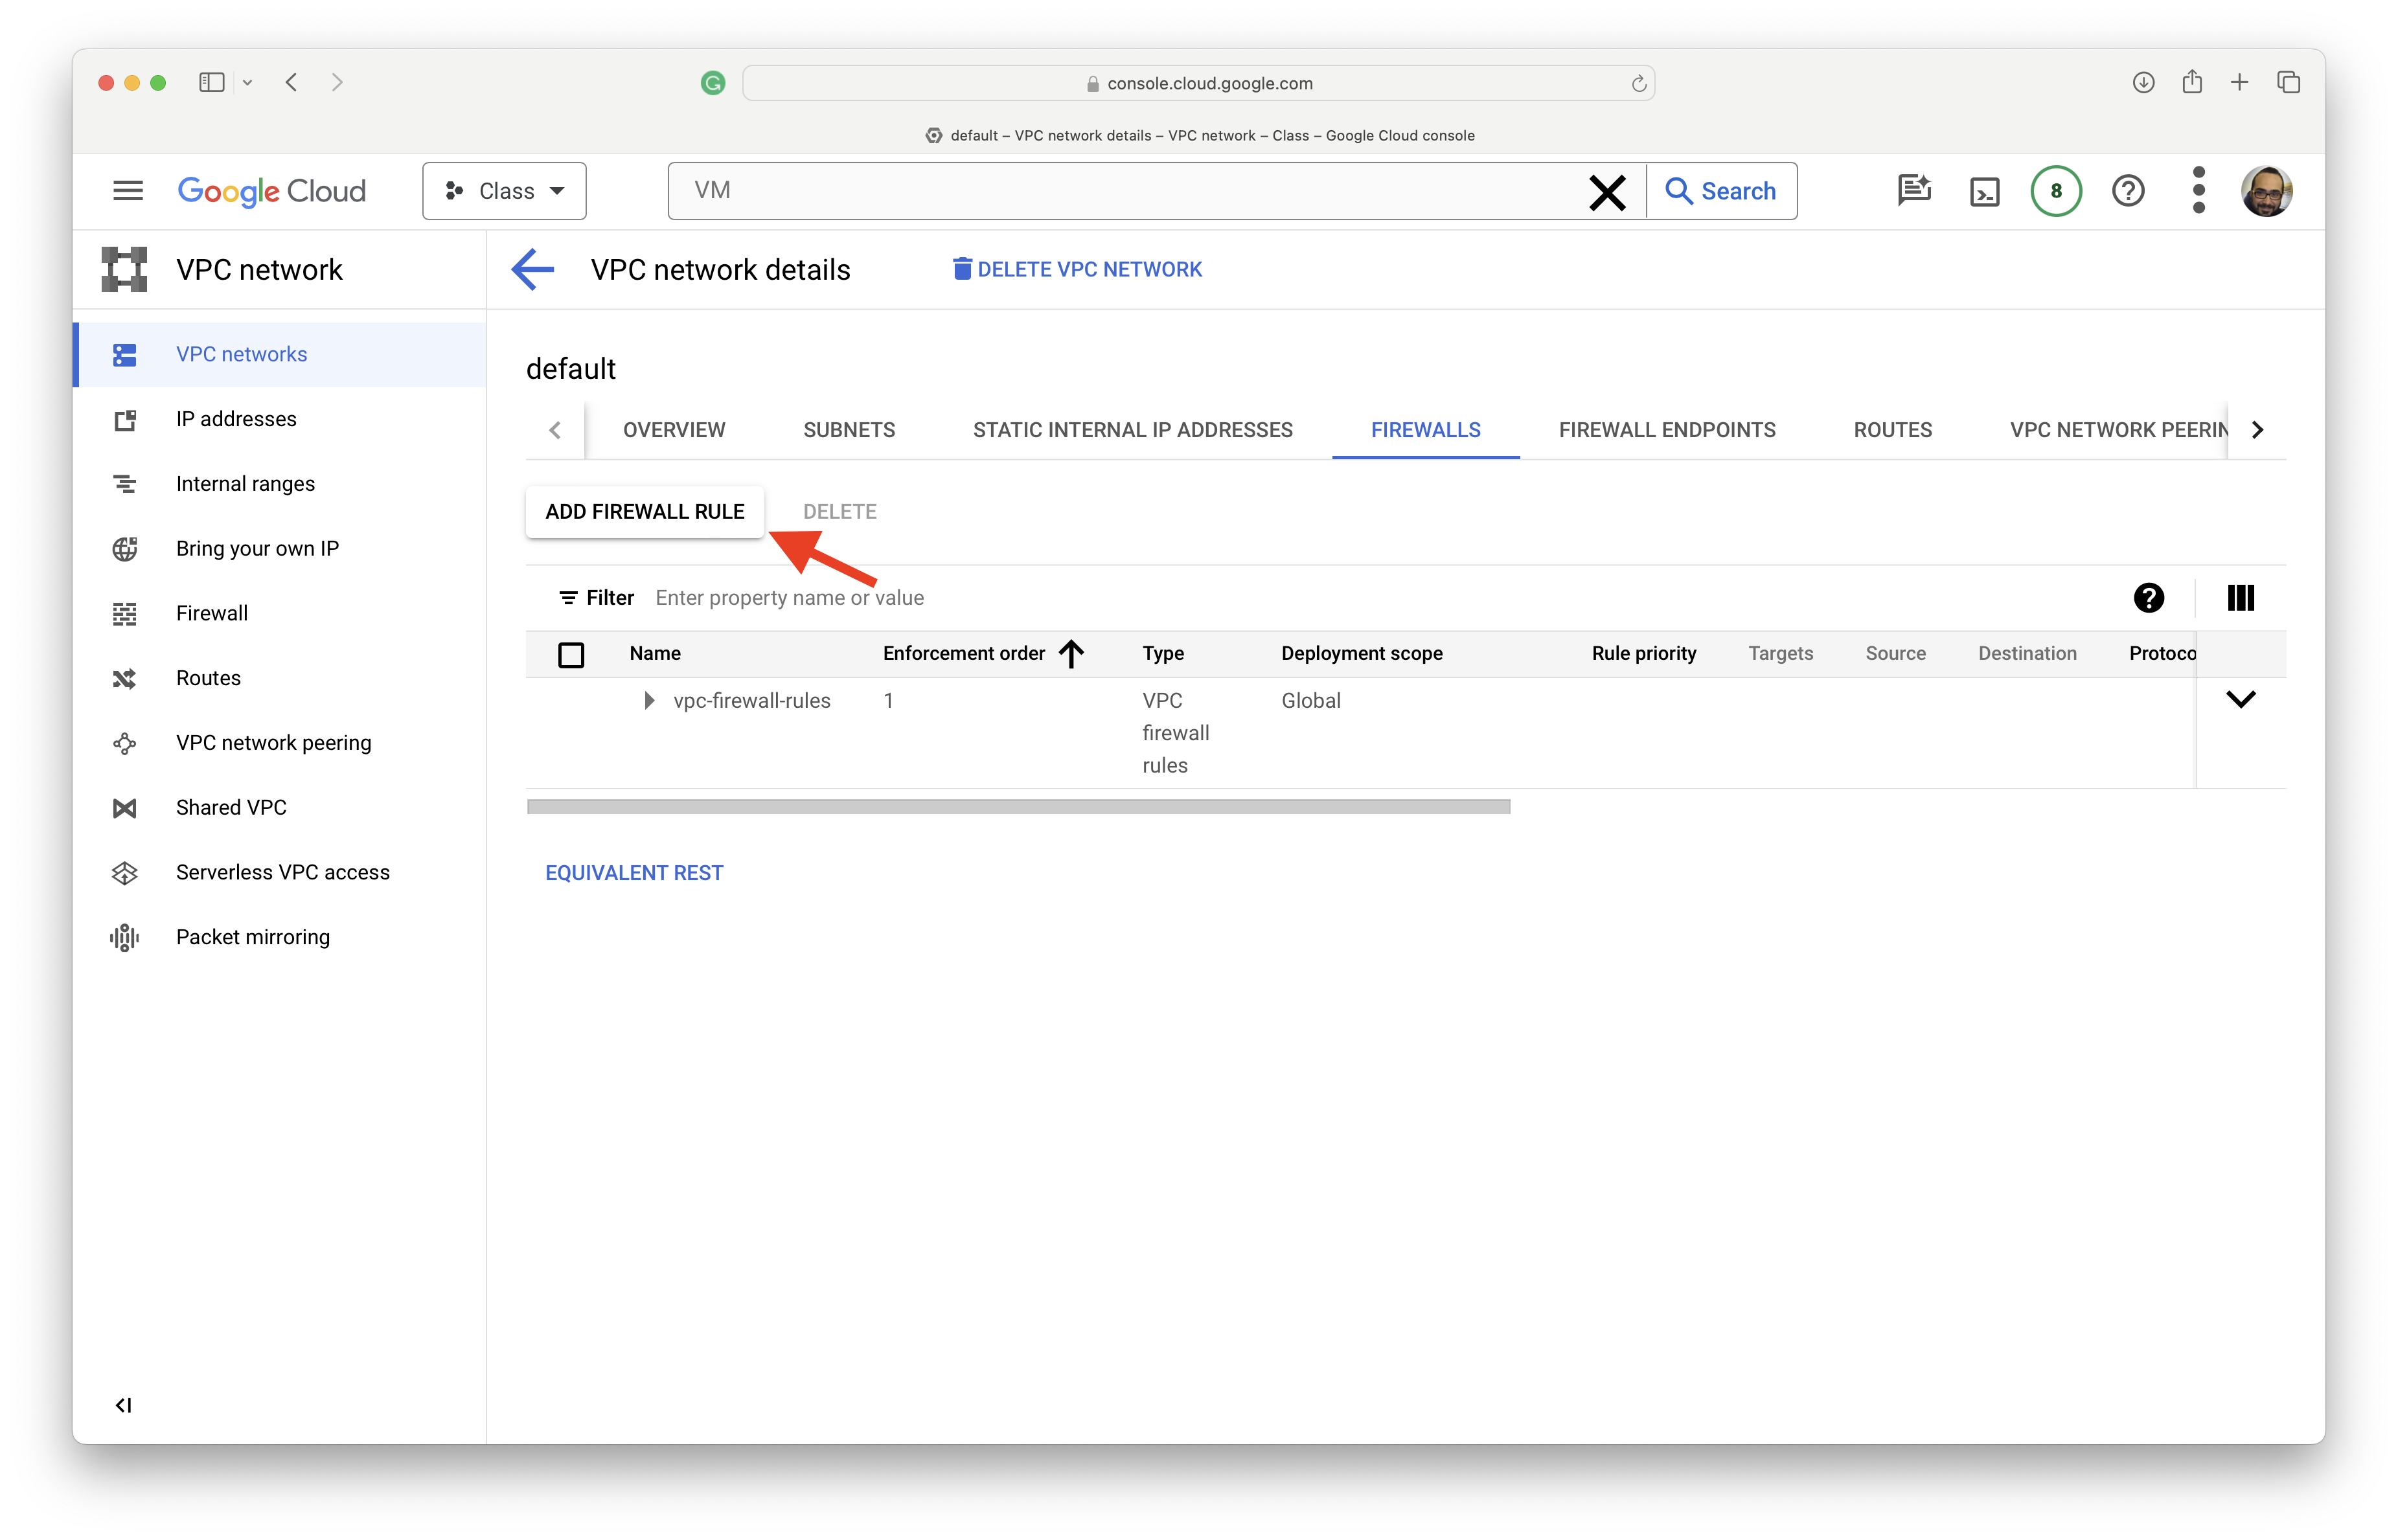 console.cloud.google.com
default – VPC network details – VPC network – Class – Google Cloud console
Google Cloud
Class
VM
Search
8
VPC network
VPC network details
DELETE VPC NETWORK
VPC networks
IP addresses
Internal ranges
Bring your own IP
Firewall
Routes
VPC network peering
Shared VPC
Serverless VPC access
Packet mirroring
default
OVERVIEW SUBNETS STATIC INTERNAL IP ADDRESSES FIREWALLS FIREWALL ENDPOINTS ROUTES VPC NETWORK PEERIN
ADD FIREWALL RULE DELETE
Filter Enter property name or value
Name Enforcement order Type Deployment scope Rule priority Targets Source Destination Protoco
vpc-firewall-rules 1 VPC firewall rules Global
EQUIVALENT REST